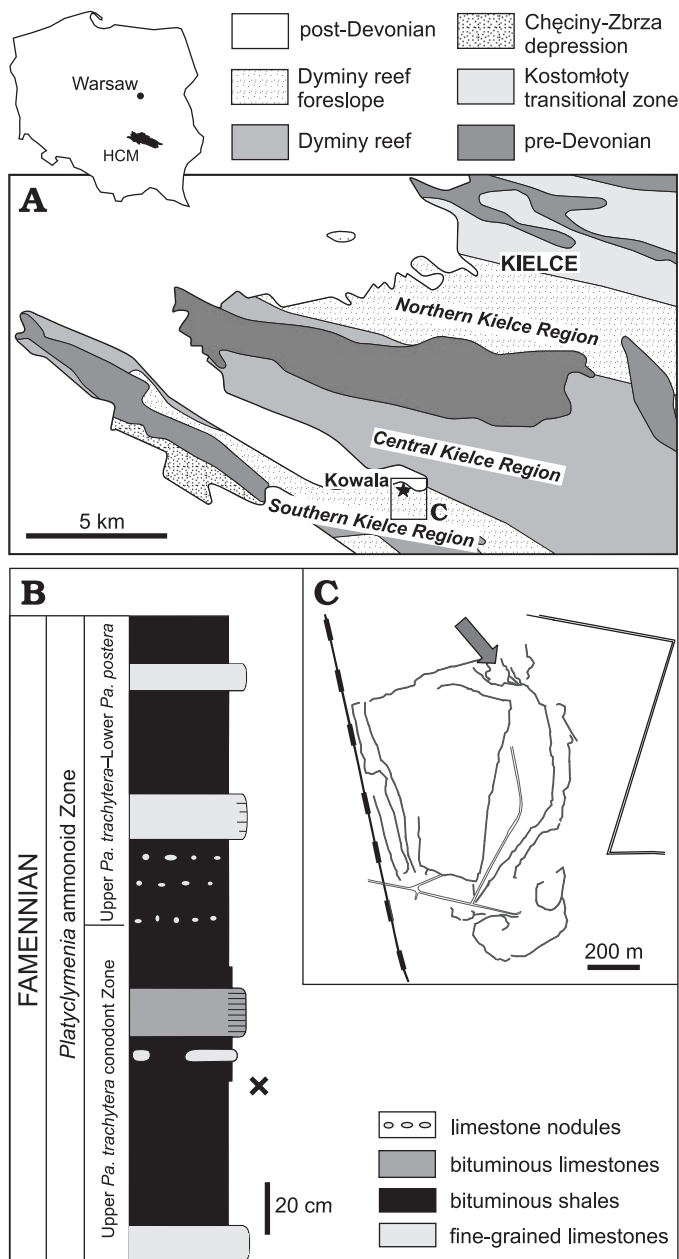 Warsaw
HCM
post-Devonian
Dyminy reef
foreslope
Dyminy reef
Chęciny-Zbrza
depression
Kostomłoty
transitional zone
pre-Devonian
A
KIELCE
Northern Kielce Region
Central Kielce Region
Kowala
C
Southern Kielce Region
5 km
B
FAMENNIAN
Platyclymenia ammonoid Zone
Upper Pa. trachytera–Lower Pa. postera
Upper Pa. trachytera conodont Zone
20 cm
C
200 m
limestone nodules
bituminous limestones
bituminous shales
fine-grained limestones